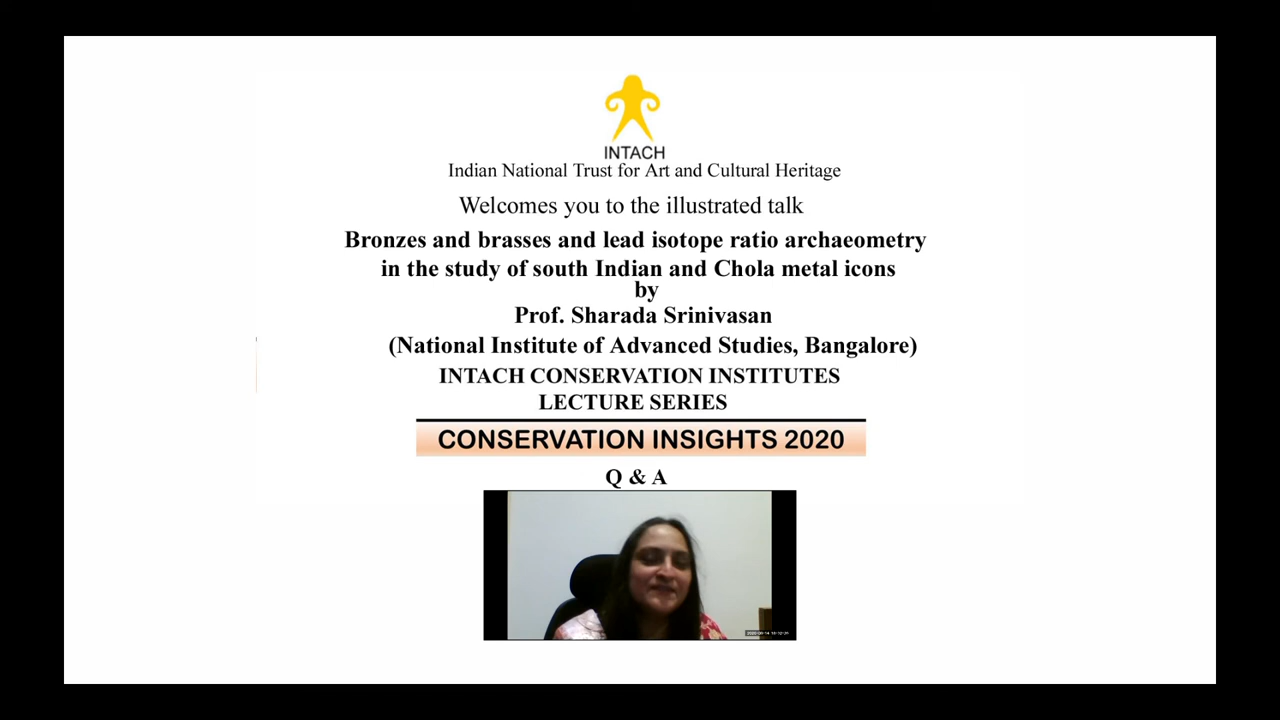 INTACH
Indian National Trust for Art and Cultural Heritage
Welcomes you to the illustrated talk
Bronzes and brasses and lead isotope ratio archaeometry
in the study of south Indian and Chola metal icons
by
Prof. Sharada Srinivasan
(National Institute of Advanced Studies, Bangalore)
INTACH CONSERVATION INSTITUTES
LECTURE SERIES
CONSERVATION INSIGHTS 2020
Q & A